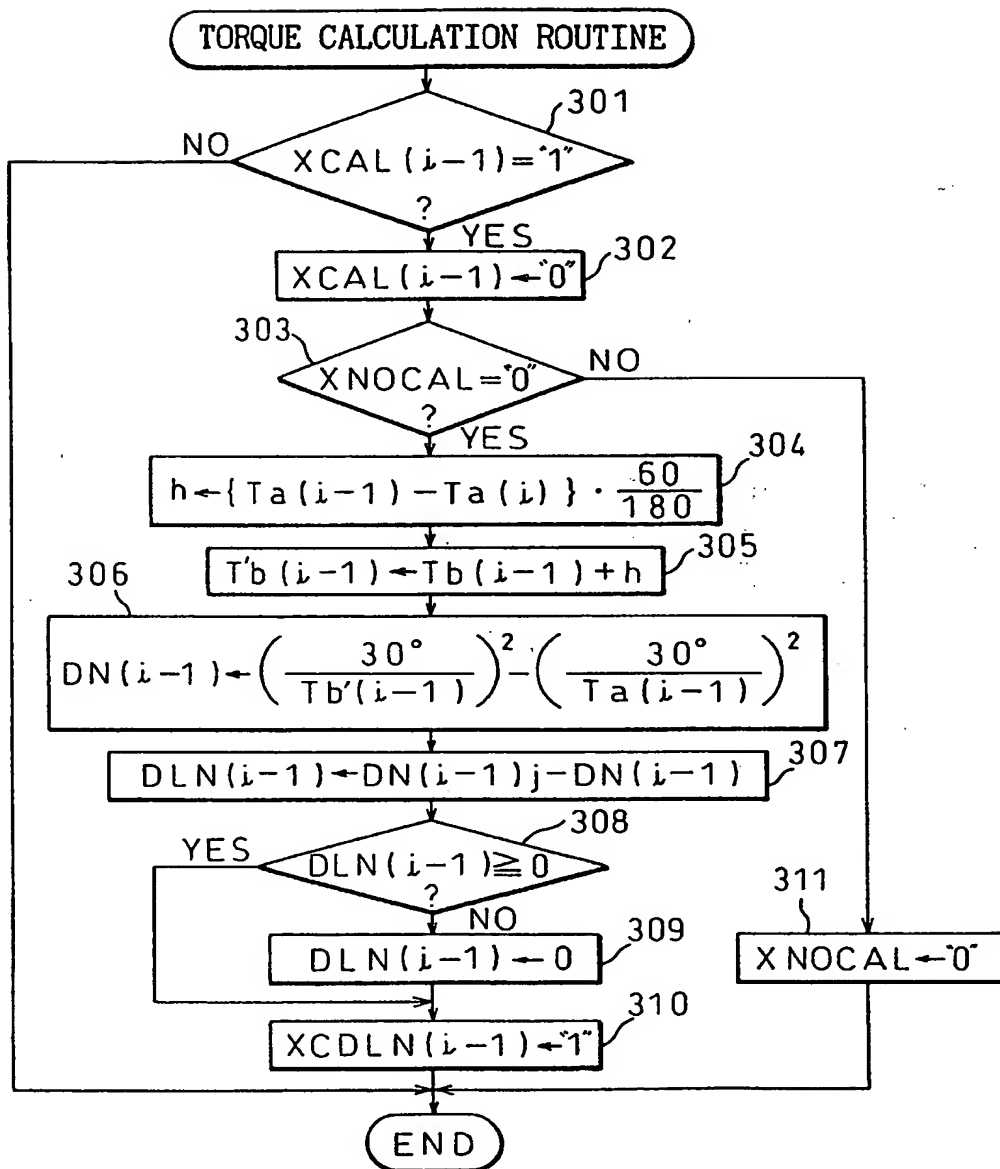 TORQUE CALCULATION ROUTINE
301
NO
XCAL(i-1)="1"
?
YES
302
XCAL(i-1)←"0"
303
NO
XNOCAL="0"
?
YES
304
h←{Ta(i-1)-Ta(i)}·60/180
305
T'b(i-1)←Tb(i-1)+h
306
DN(i-1)←(30°/Tb'(i-1))²-(30°/Ta(i-1))²
307
DLN(i-1)←DN(i-1)j-DN(i-1)
308
YES
DLN(i-1)≧0
?
NO
309
311
DLN(i-1)←0
XNOCAL←"0"
310
XCDLN(i-1)←"1"
END